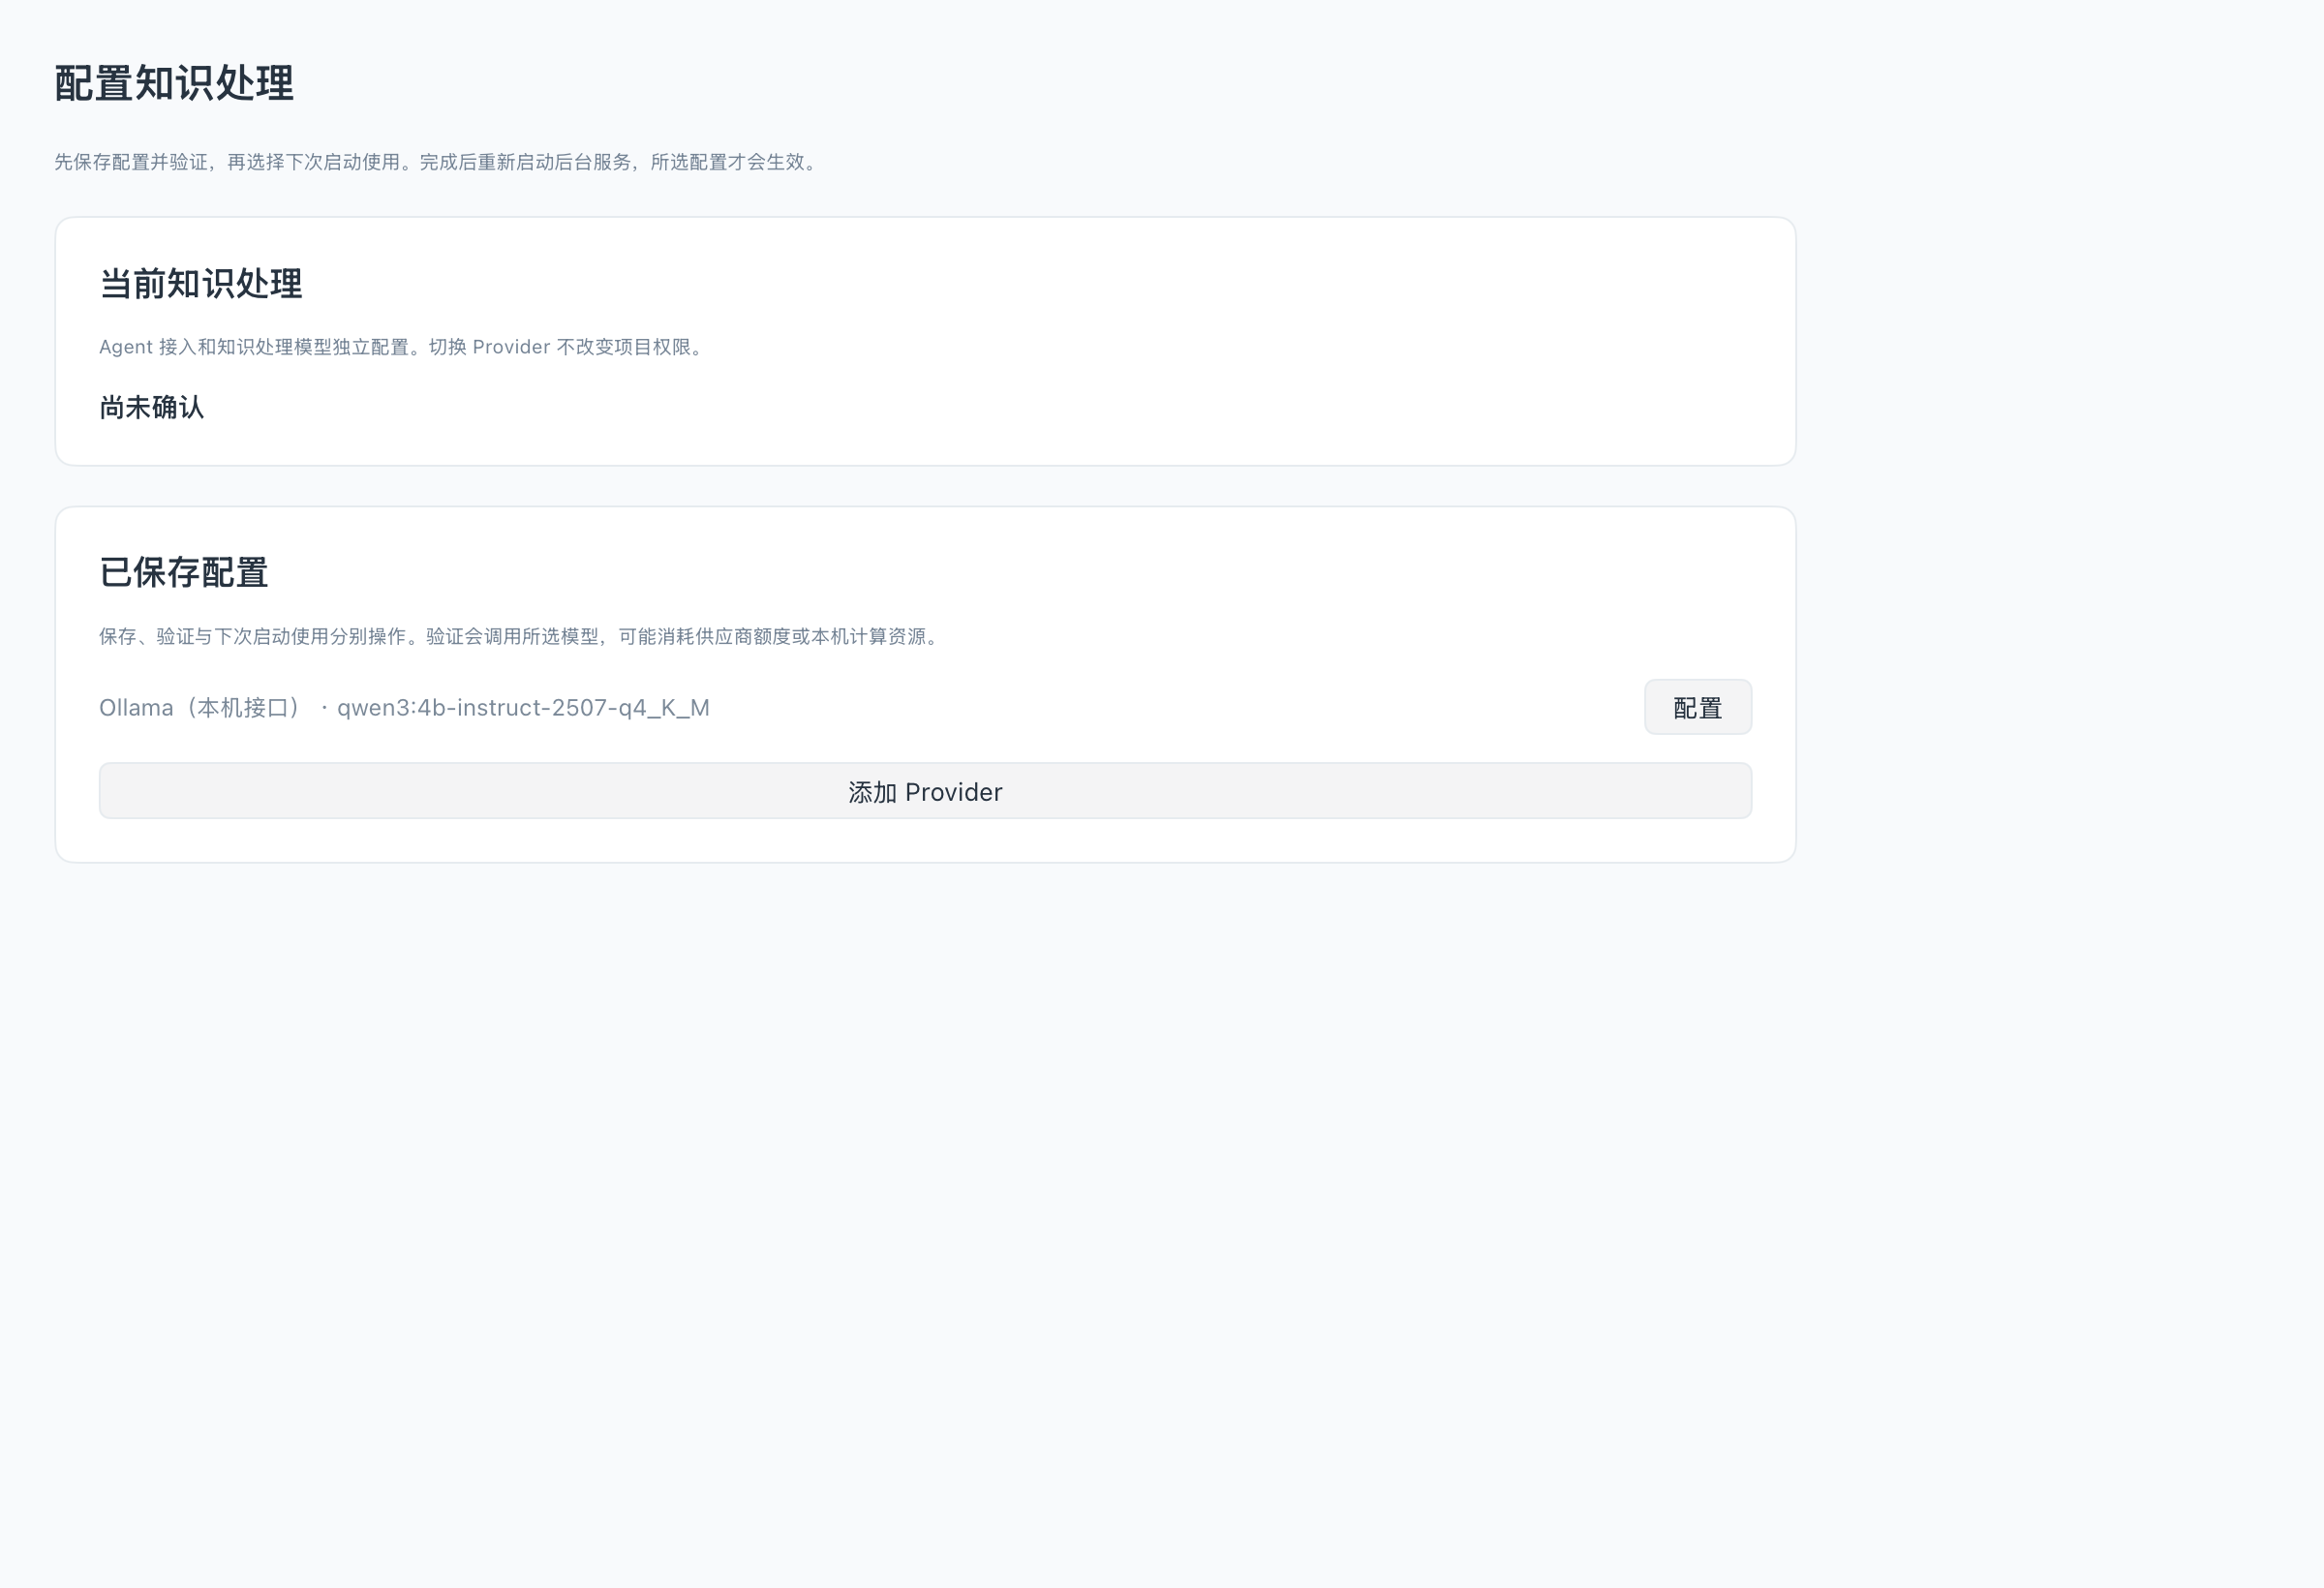 配置知识处理
先保存配置并验证，再选择下次启动使用。完成后重新启动后台服务，所选配置才会生效。
当前知识处理
Agent 接入和知识处理模型独立配置。切换 Provider 不改变项目权限。
尚未确认
已保存配置
保存、验证与下次启动使用分别操作。验证会调用所选模型，可能消耗供应商额度或本机计算资源。
Ollama（本机接口） · qwen3:4b-instruct-2507-q4_K_M
配置
添加 Provider